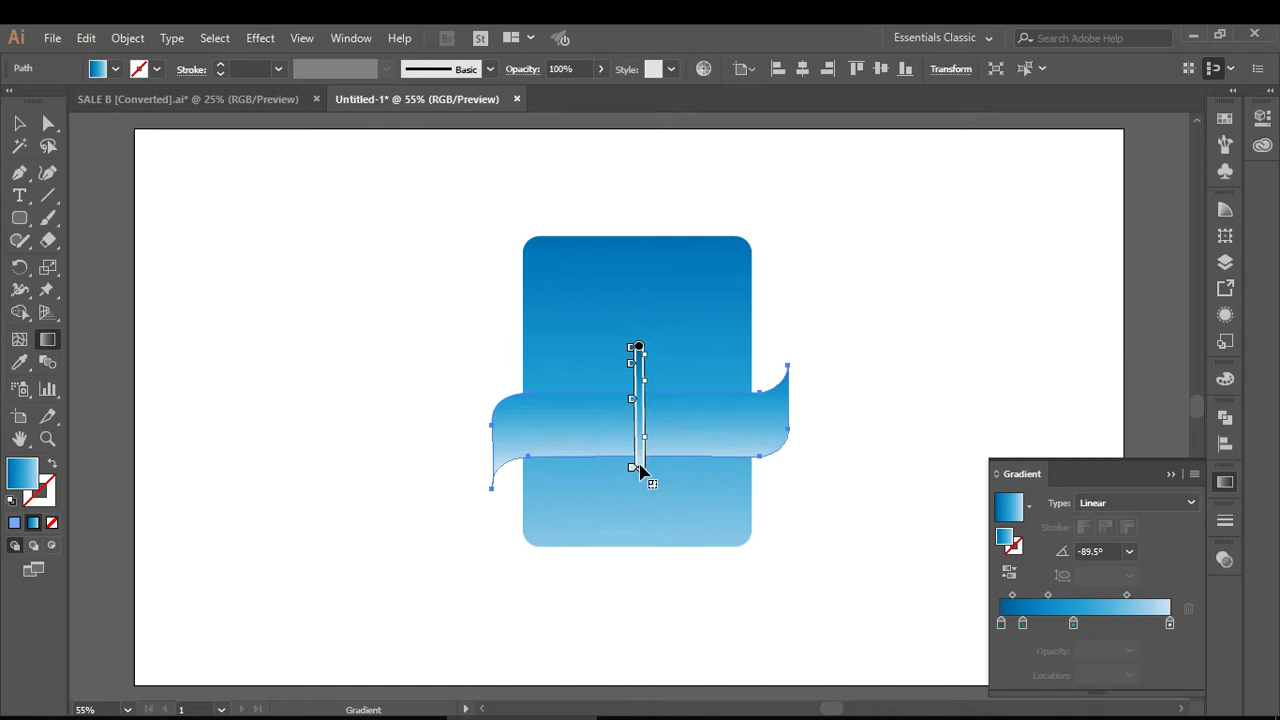 Ai File Edit Object Type Select Effect View Window Help Br St Essentials Classic Search Adobe Help
Path Stroke: Basic Opacity: 100% Style: Transform
SALE B [Converted].ai* @ 25% (RGB/Preview) Untitled-1* @ 55% (RGB/Preview)
Gradient
Type: Linear
Stroke:
-89.5°
Opacity:
Location:
55% 1 Gradient